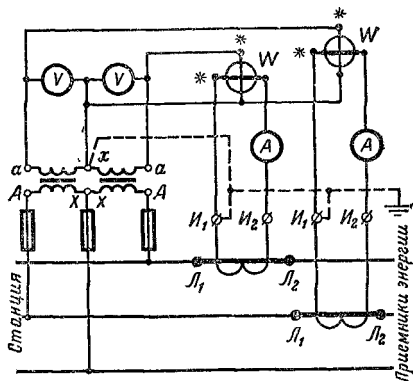 *
*
*
*
W
W
V
V
A
A
a
x
a
A
X
x
A
И₁
И₂
И₁
И₂
Л₁
Л₂
Л₁
Л₂
Станция
Приемники энергии